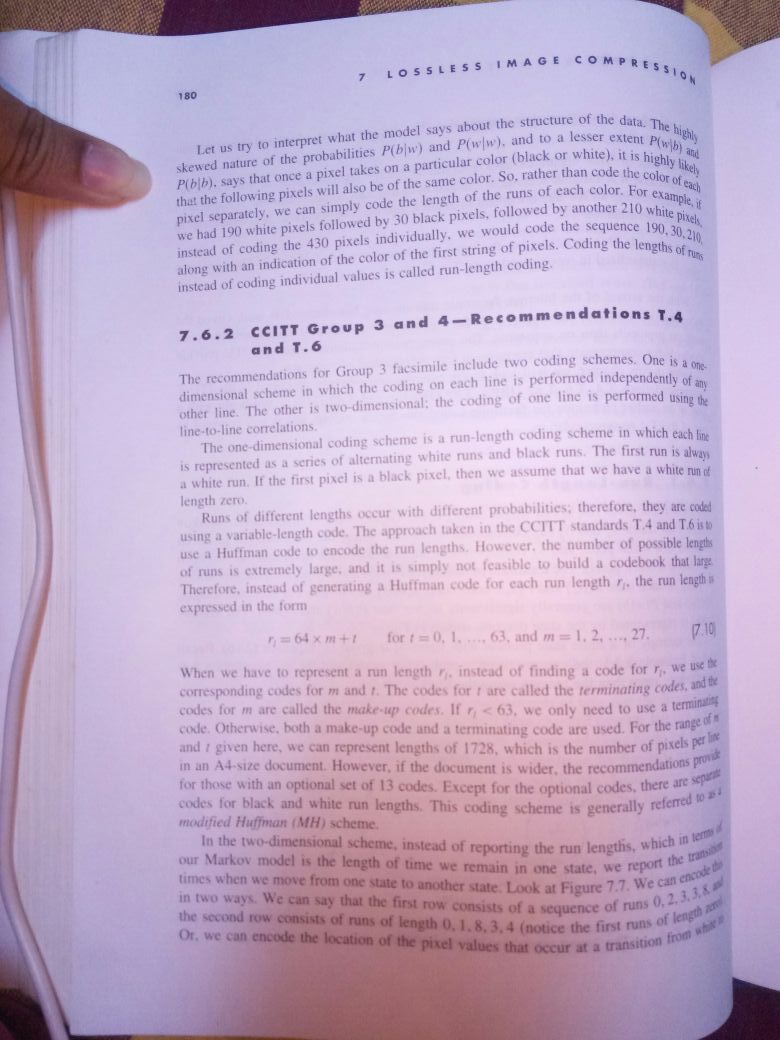 7 LOSSLESS IMAGE COMPRESSION
180
Let us try to interpret what the model says about the structure of the data. The highly
skewed nature of the probabilities P(b|w) and P(w|w), and to a lesser extent P(w|b) and
P(b|b), says that once a pixel takes on a particular color (black or white), it is highly likely
that the following pixels will also be of the same color. So, rather than code the color of each
pixel separately, we can simply code the length of the runs of each color. For example, if
we had 190 white pixels followed by 30 black pixels, followed by another 210 white pixels,
instead of coding the 430 pixels individually, we would code the sequence 190, 30, 210,
along with an indication of the color of the first string of pixels. Coding the lengths of runs
instead of coding individual values is called run-length coding.
7.6.2 CCITT Group 3 and 4—Recommendations T.4
and T.6
The recommendations for Group 3 facsimile include two coding schemes. One is a one-
dimensional scheme in which the coding on each line is performed independently of any
other line. The other is two-dimensional; the coding of one line is performed using the
line-to-line correlations.
The one-dimensional coding scheme is a run-length coding scheme in which each line
is represented as a series of alternating white runs and black runs. The first run is always
a white run. If the first pixel is a black pixel, then we assume that we have a white run of
length zero.
Runs of different lengths occur with different probabilities; therefore, they are coded
using a variable-length code. The approach taken in the CCITT standards T.4 and T.6 is to
use a Huffman code to encode the run lengths. However, the number of possible lengths
of runs is extremely large, and it is simply not feasible to build a codebook that large.
Therefore, instead of generating a Huffman code for each run length rᵢ, the run length is
expressed in the form
rᵢ = 64 × m + t for t = 0, 1, ..., 63, and m = 1, 2, ..., 27. (7.10)
When we have to represent a run length rᵢ, instead of finding a code for rᵢ, we use the
corresponding codes for m and t. The codes for t are called the terminating codes, and the
codes for m are called the make-up codes. If rᵢ < 63, we only need to use a terminating
code. Otherwise, both a make-up code and a terminating code are used. For the range of m
and t given here, we can represent lengths of 1728, which is the number of pixels per line
in an A4-size document. However, if the document is wider, the recommendations provide
for those with an optional set of 13 codes. Except for the optional codes, there are separate
codes for black and white run lengths. This coding scheme is generally referred to as a
modified Huffman (MH) scheme.
In the two-dimensional scheme, instead of reporting the run lengths, which in terms of
our Markov model is the length of time we remain in one state, we report the transition
times when we move from one state to another state. Look at Figure 7.7. We can encode this
in two ways. We can say that the first row consists of a sequence of runs 0, 2, 3, 3, 8, and
the second row consists of runs of length 0, 1, 8, 3, 4 (notice the first runs of length zero).
Or, we can encode the location of the pixel values that occur at a transition from white to